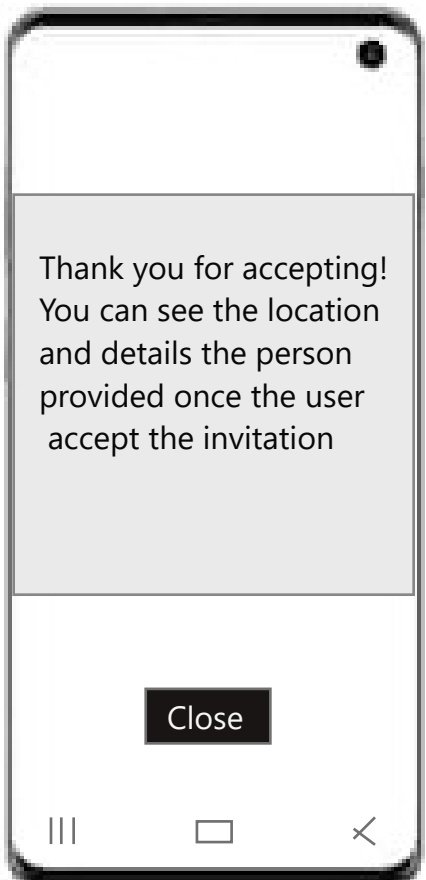 Thank you for accepting!
You can see the location
and details the person
provided once the user
accept the invitation
Close